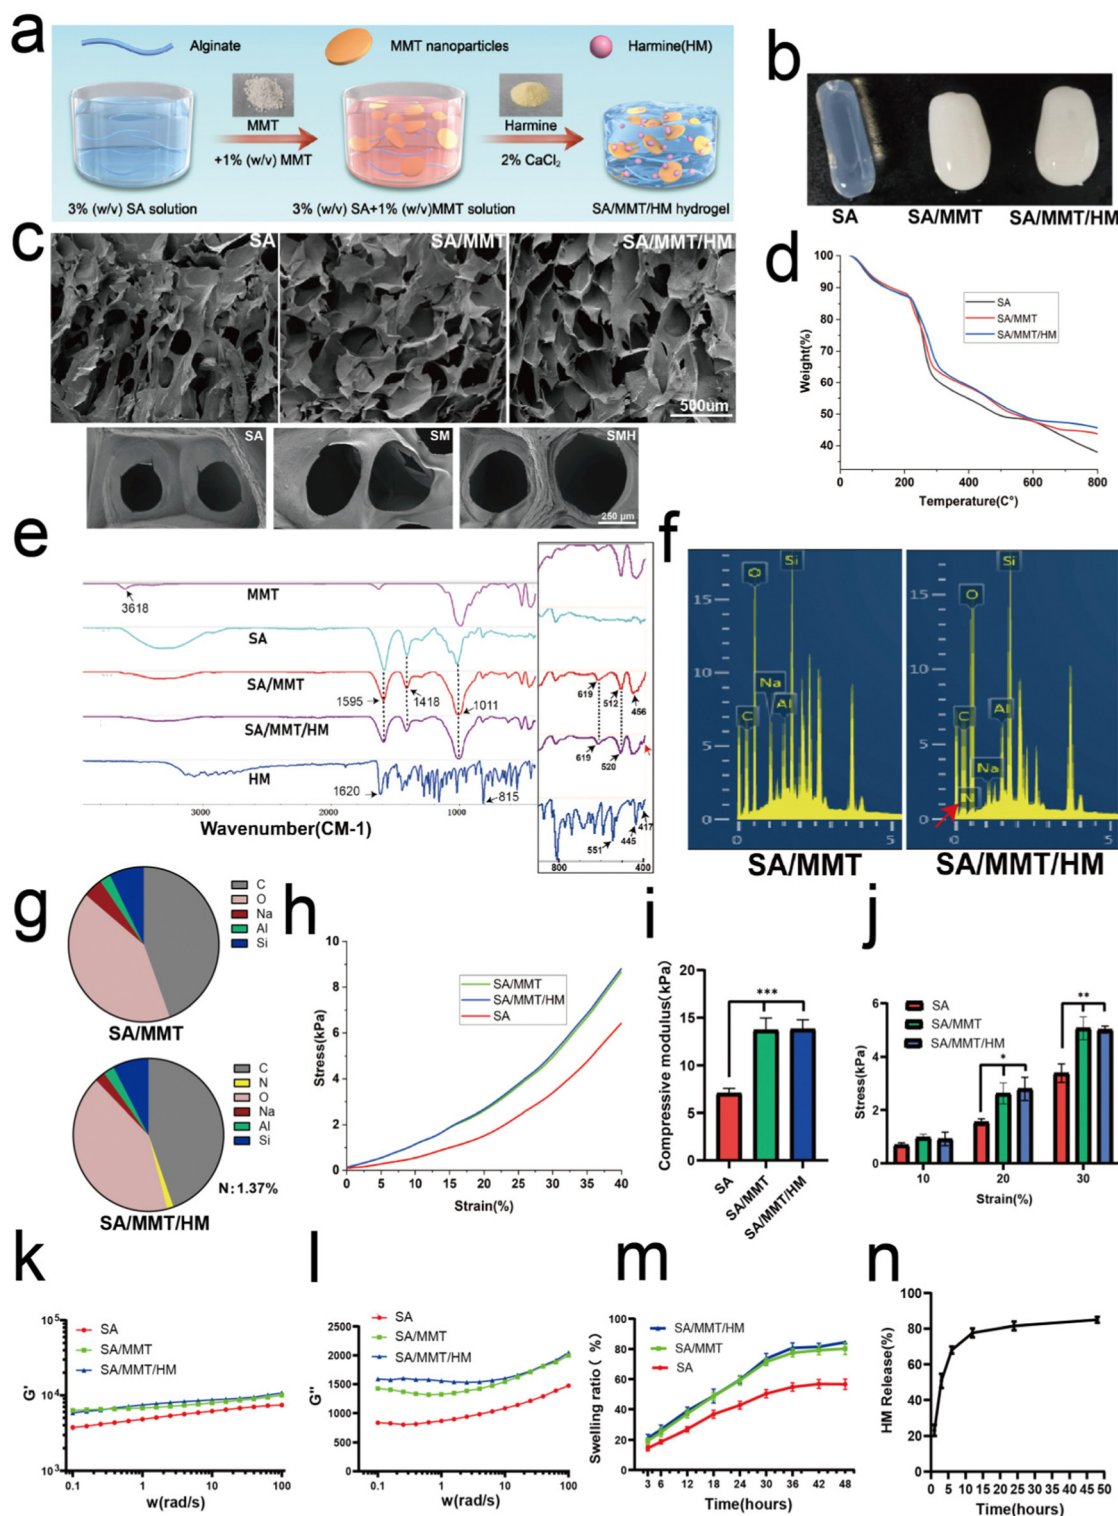 a
Alginate
MMT nanoparticles
Harmine(HM)
MMT
+1% (w/v) MMT
Harmine
2% CaCl₂
3% (w/v) SA solution
3% (w/v) SA+1% (w/v)MMT solution
SA/MMT/HM hydrogel
b
SA
SA/MMT
SA/MMT/HM
c
SA
SA/MMT
SA/MMT/HM
500um
SA
SM
SMH
250 μm
d
100
90
80
70
60
50
40
Weight(%)
SA
SA/MMT
SA/MMT/HM
0
200
400
600
800
Temperature(C°)
e
MMT
3618
SA
SA/MMT
1595
1418
1011
SA/MMT/HM
HM
1620
815
3000
2000
1000
Wavenumber(CM-1)
619
512
456
619
520
551
445
417
800
400
f
15
10
5
0
O
Si
Na
Al
C
0
5
SA/MMT
15
10
5
0
Si
O
C
Al
Na
N
0
5
SA/MMT/HM
g
C
O
Na
Al
Si
SA/MMT
C
N
O
Na
Al
Si
N:1.37%
SA/MMT/HM
h
10
8
6
4
2
0
Stress(kPa)
SA/MMT
SA/MMT/HM
SA
0 5 10 15 20 25 30 35 40
Strain(%)
i
20
15
10
5
0
Compressive modulus(kPa)
***
SA
SA/MMT
SA/MMT/HM
j
6
4
2
0
Stress(kPa)
SA
SA/MMT
SA/MMT/HM
*
**
10
20
30
Strain(%)
k
10⁵
10⁴
10³
G'
SA
SA/MMT
SA/MMT/HM
0.1 1 10 100
w(rad/s)
l
2500
2000
1500
1000
500
0
G''
SA
SA/MMT
SA/MMT/HM
0.1 1 10 100
w(rad/s)
m
100
80
60
40
20
0
Swelling ratio ( %)
SA/MMT/HM
SA/MMT
SA
3 6 12 18 24 30 36 42 48
Time(hours)
n
100
80
60
40
20
0
HM Release(%)
0 5 10 15 20 25 30 35 40 45 50
Time(hours)